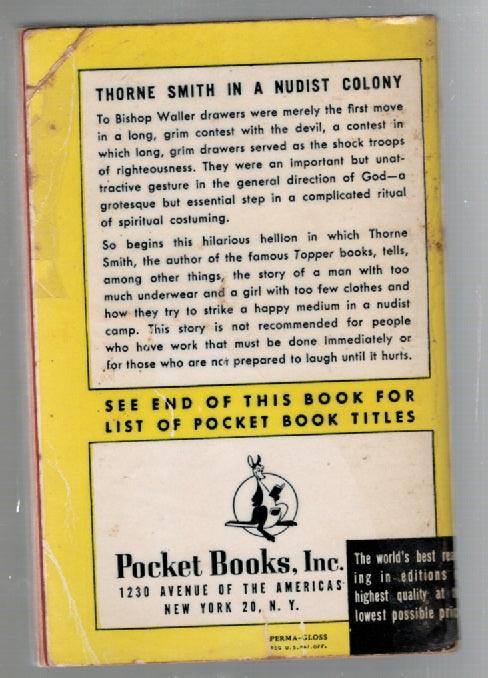 THORNE SMITH IN A NUDIST COLONY
To Bishop Waller drawers were merely the first move
in a long, grim contest with the devil, a contest in
which long, grim drawers served as the shock troops
of righteousness. They were an important but unat-
tractive gesture in the general direction of God—a
grotesque but essential step in a complicated ritual
of spiritual costuming.
So begins this hilarious hellion in which Thorne
Smith, the author of the famous Topper books, tells,
among other things, the story of a man with too
much underwear and a girl with too few clothes and
how they try to strike a happy medium in a nudist
camp. This story is not recommended for people
who have work that must be done immediately or
for those who are not prepared to laugh until it hurts.
SEE END OF THIS BOOK FOR
LIST OF POCKET BOOK TITLES
Pocket Books, Inc.
1230 AVENUE OF THE AMERICAS
NEW YORK 20, N. Y.
The world's best rea
ing in editions
highest quality at
lowest possible pri
PERMA-GLOSS
REG U.S. PAT. OFF.